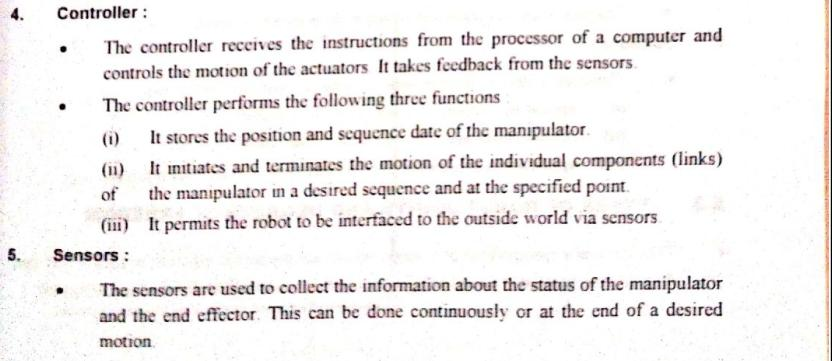 4. Controller :
• The controller receives the instructions from the processor of a computer and
controls the motion of the actuators It takes feedback from the sensors.
• The controller performs the following three functions
(i) It stores the position and sequence date of the manipulator.
(ii) It initiates and terminates the motion of the individual components (links)
of the manipulator in a desired sequence and at the specified point.
(iii) It permits the robot to be interfaced to the outside world via sensors.
5. Sensors :
• The sensors are used to collect the information about the status of the manipulator
and the end effector. This can be done continuously or at the end of a desired
motion.